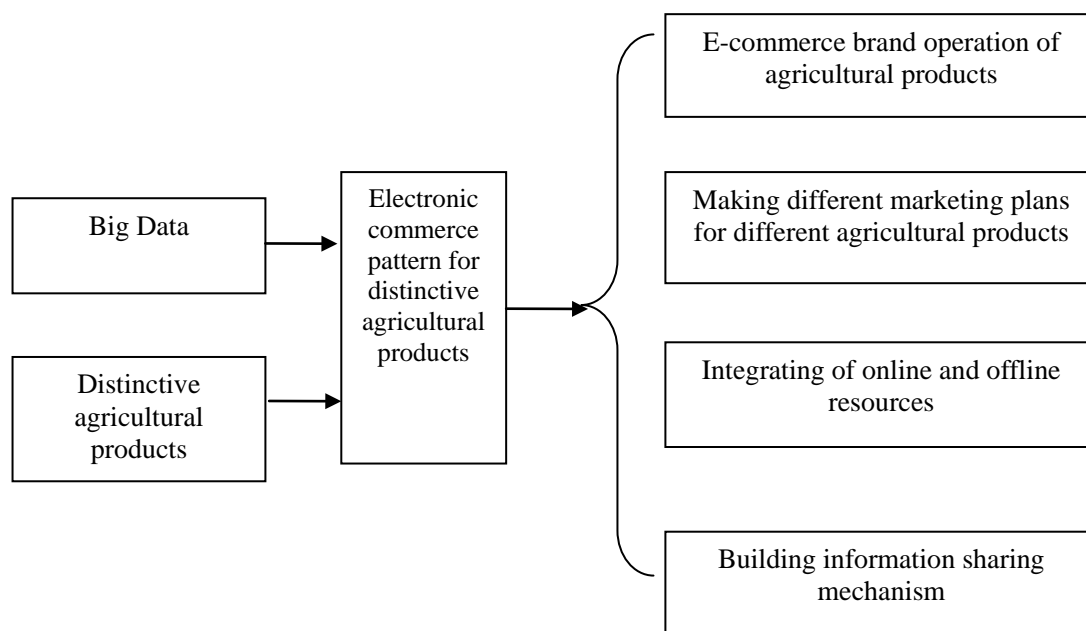 Big Data
Distinctive
agricultural
products
Electronic
commerce
pattern for
distinctive
agricultural
products
E-commerce brand operation of
agricultural products
Making different marketing plans
for different agricultural products
Integrating of online and offline
resources
Building information sharing
mechanism